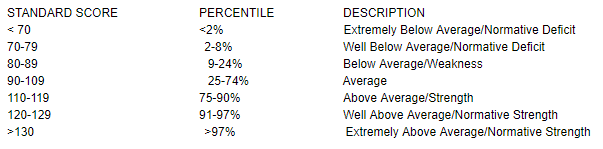 STANDARD SCORE PERCENTILE DESCRIPTION
< 70 <2% Extremely Below Average/Normative Deficit
70-79 2-8% Well Below Average/Normative Deficit
80-89 9-24% Below Average/Weakness
90-109 25-74% Average
110-119 75-90% Above Average/Strength
120-129 91-97% Well Above Average/Normative Strength
>130 >97% Extremely Above Average/Normative Strength